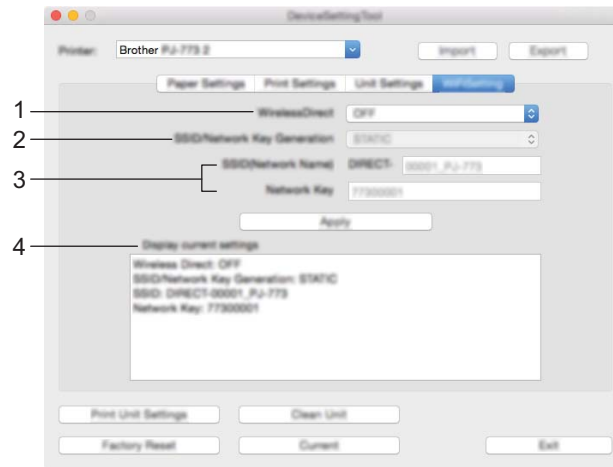 DeviceSettingTool
Printer: Brother PJ-773 2 Import Export
Paper Settings Print Settings Unit Settings WifiSetting
1 WirelessDirect OFF
2 SSID/Network Key Generation STATIC
3 SSID(Network Name) DIRECT- 00001_PJ-773
Network Key 77300001
Apply
4 Display current settings
Wireless Direct: OFF
SSID/Network Key Generation: STATIC
SSID: DIRECT-00001_PJ-773
Network Key: 77300001
Print Unit Settings Clean Unit
Factory Reset Current Exit